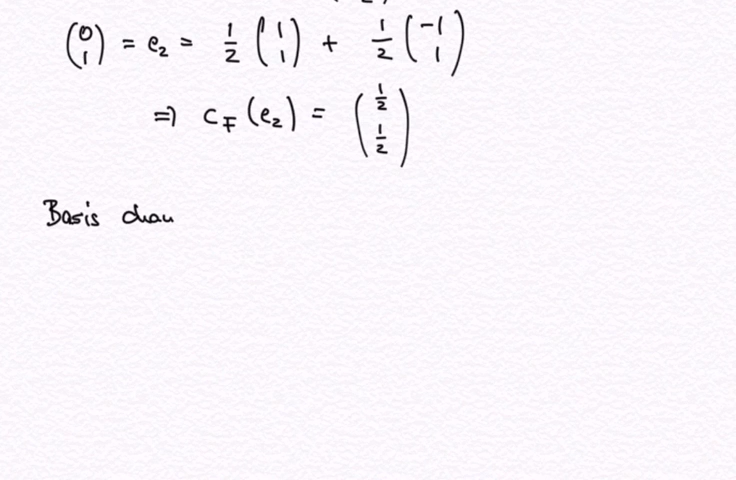 (0 1) = e₂ = 1/2 (1 1) + 1/2 (-1 1)
⇒ c_F (e₂) = (1/2 1/2)
Basis chan